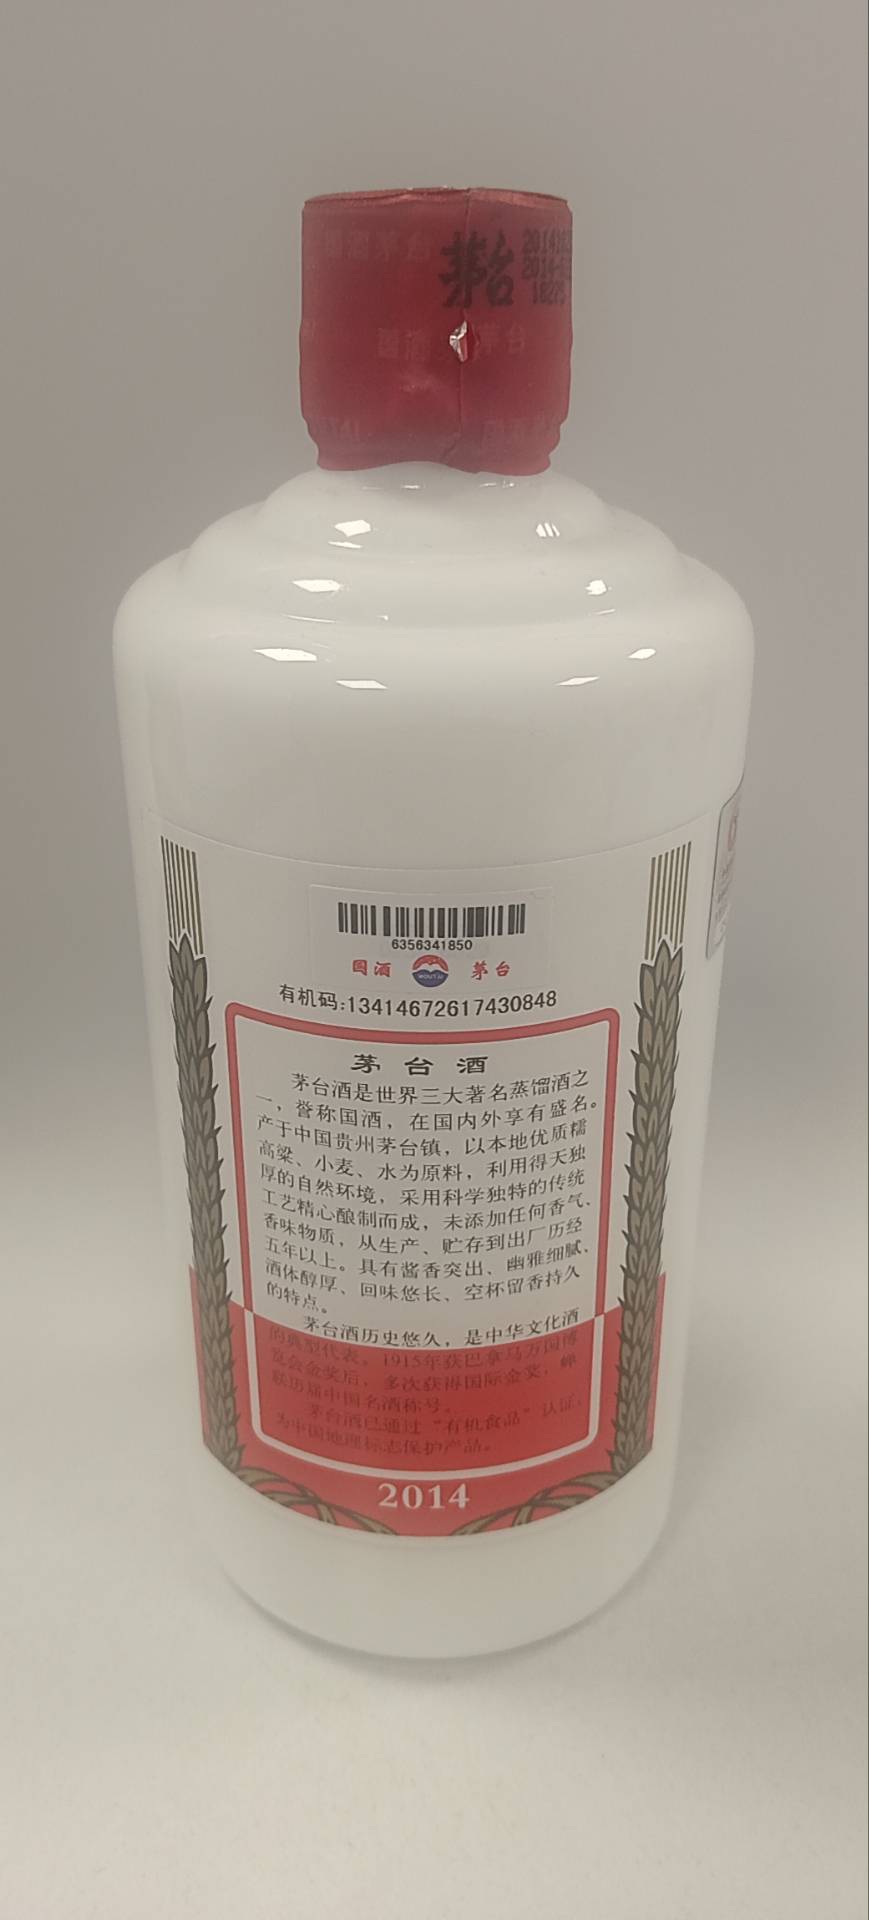 国酒茅台
茅台
国酒茅台
6356341850
国酒
MOUTAI
茅台
有机码:13414672617430848
茅台酒
茅台酒是世界三大著名蒸馏酒之
一，誉称国酒，在国内外享有盛名。
产于中国贵州茅台镇，以本地优质糯
高粱、小麦、水为原料，利用得天独
厚的自然环境，采用科学独特的传统
工艺精心酿制而成，未添加任何香气、
香味物质，从生产、贮存到出厂历经
五年以上。具有酱香突出、幽雅细腻、
酒体醇厚、回味悠长、空杯留香持久
的特点。
茅台酒历史悠久，是中华文化酒
的典型代表。1915年获巴拿马万国博
览会金奖后，多次获得国际金奖，蝉
联历届中国名酒称号。
茅台酒已通过“有机食品”认证，
为中国地理标志保护产品。
2014